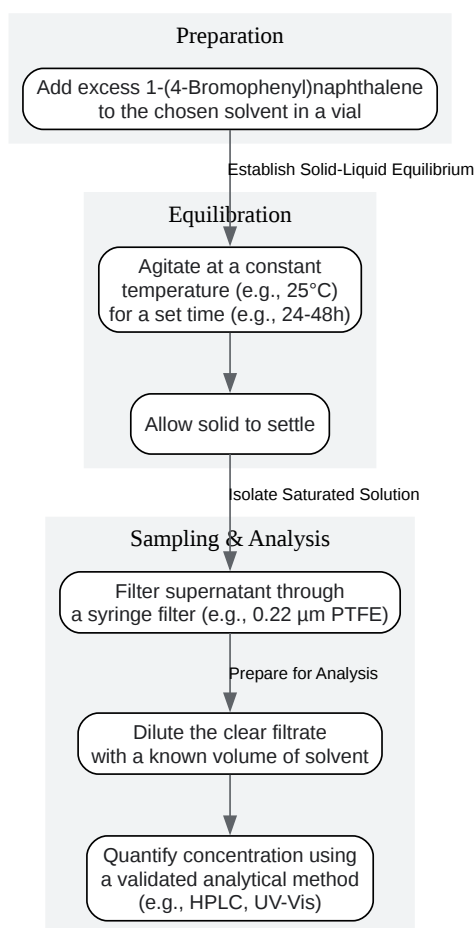 Preparation
Add excess 1-(4-Bromophenyl)naphthalene
to the chosen solvent in a vial
Establish Solid-Liquid Equilibrium
Equilibration
Agitate at a constant
temperature (e.g., 25°C)
for a set time (e.g., 24-48h)
Allow solid to settle
Isolate Saturated Solution
Sampling & Analysis
Filter supernatant through
a syringe filter (e.g., 0.22 µm PTFE)
Prepare for Analysis
Dilute the clear filtrate
with a known volume of solvent
Quantify concentration using
a validated analytical method
(e.g., HPLC, UV-Vis)